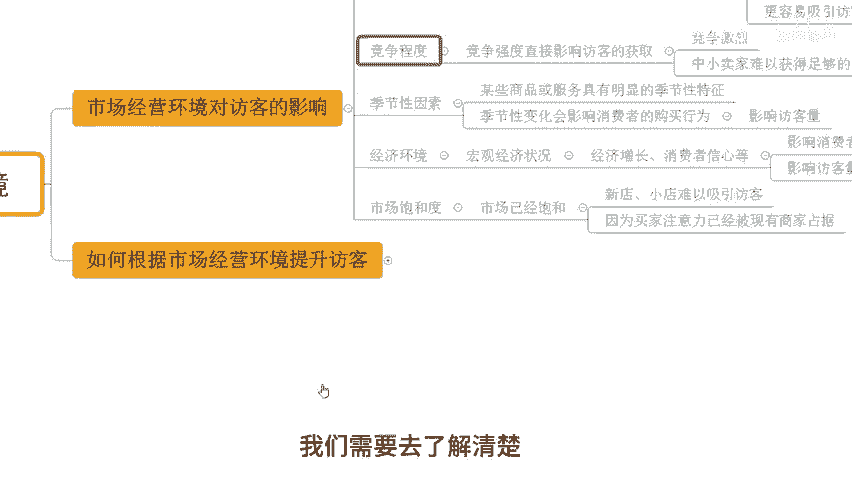 更容易吸引访
竞争程度
竞争强度直接影响访客的获取
竞争激烈
中小卖家难以获得足够的
市场经营环境对访客的影响
季节性因素
某些商品或服务具有明显的季节性特征
季节性变化会影响消费者的购买行为
影响访客量
经济环境
宏观经济状况
经济增长、消费者信心等
影响消费者
影响访客量
市场饱和度
市场已经饱和
新店、小店难以吸引访客
因为买家注意力已经被现有商家占据
如何根据市场经营环境提升访客
我们需要去了解清楚